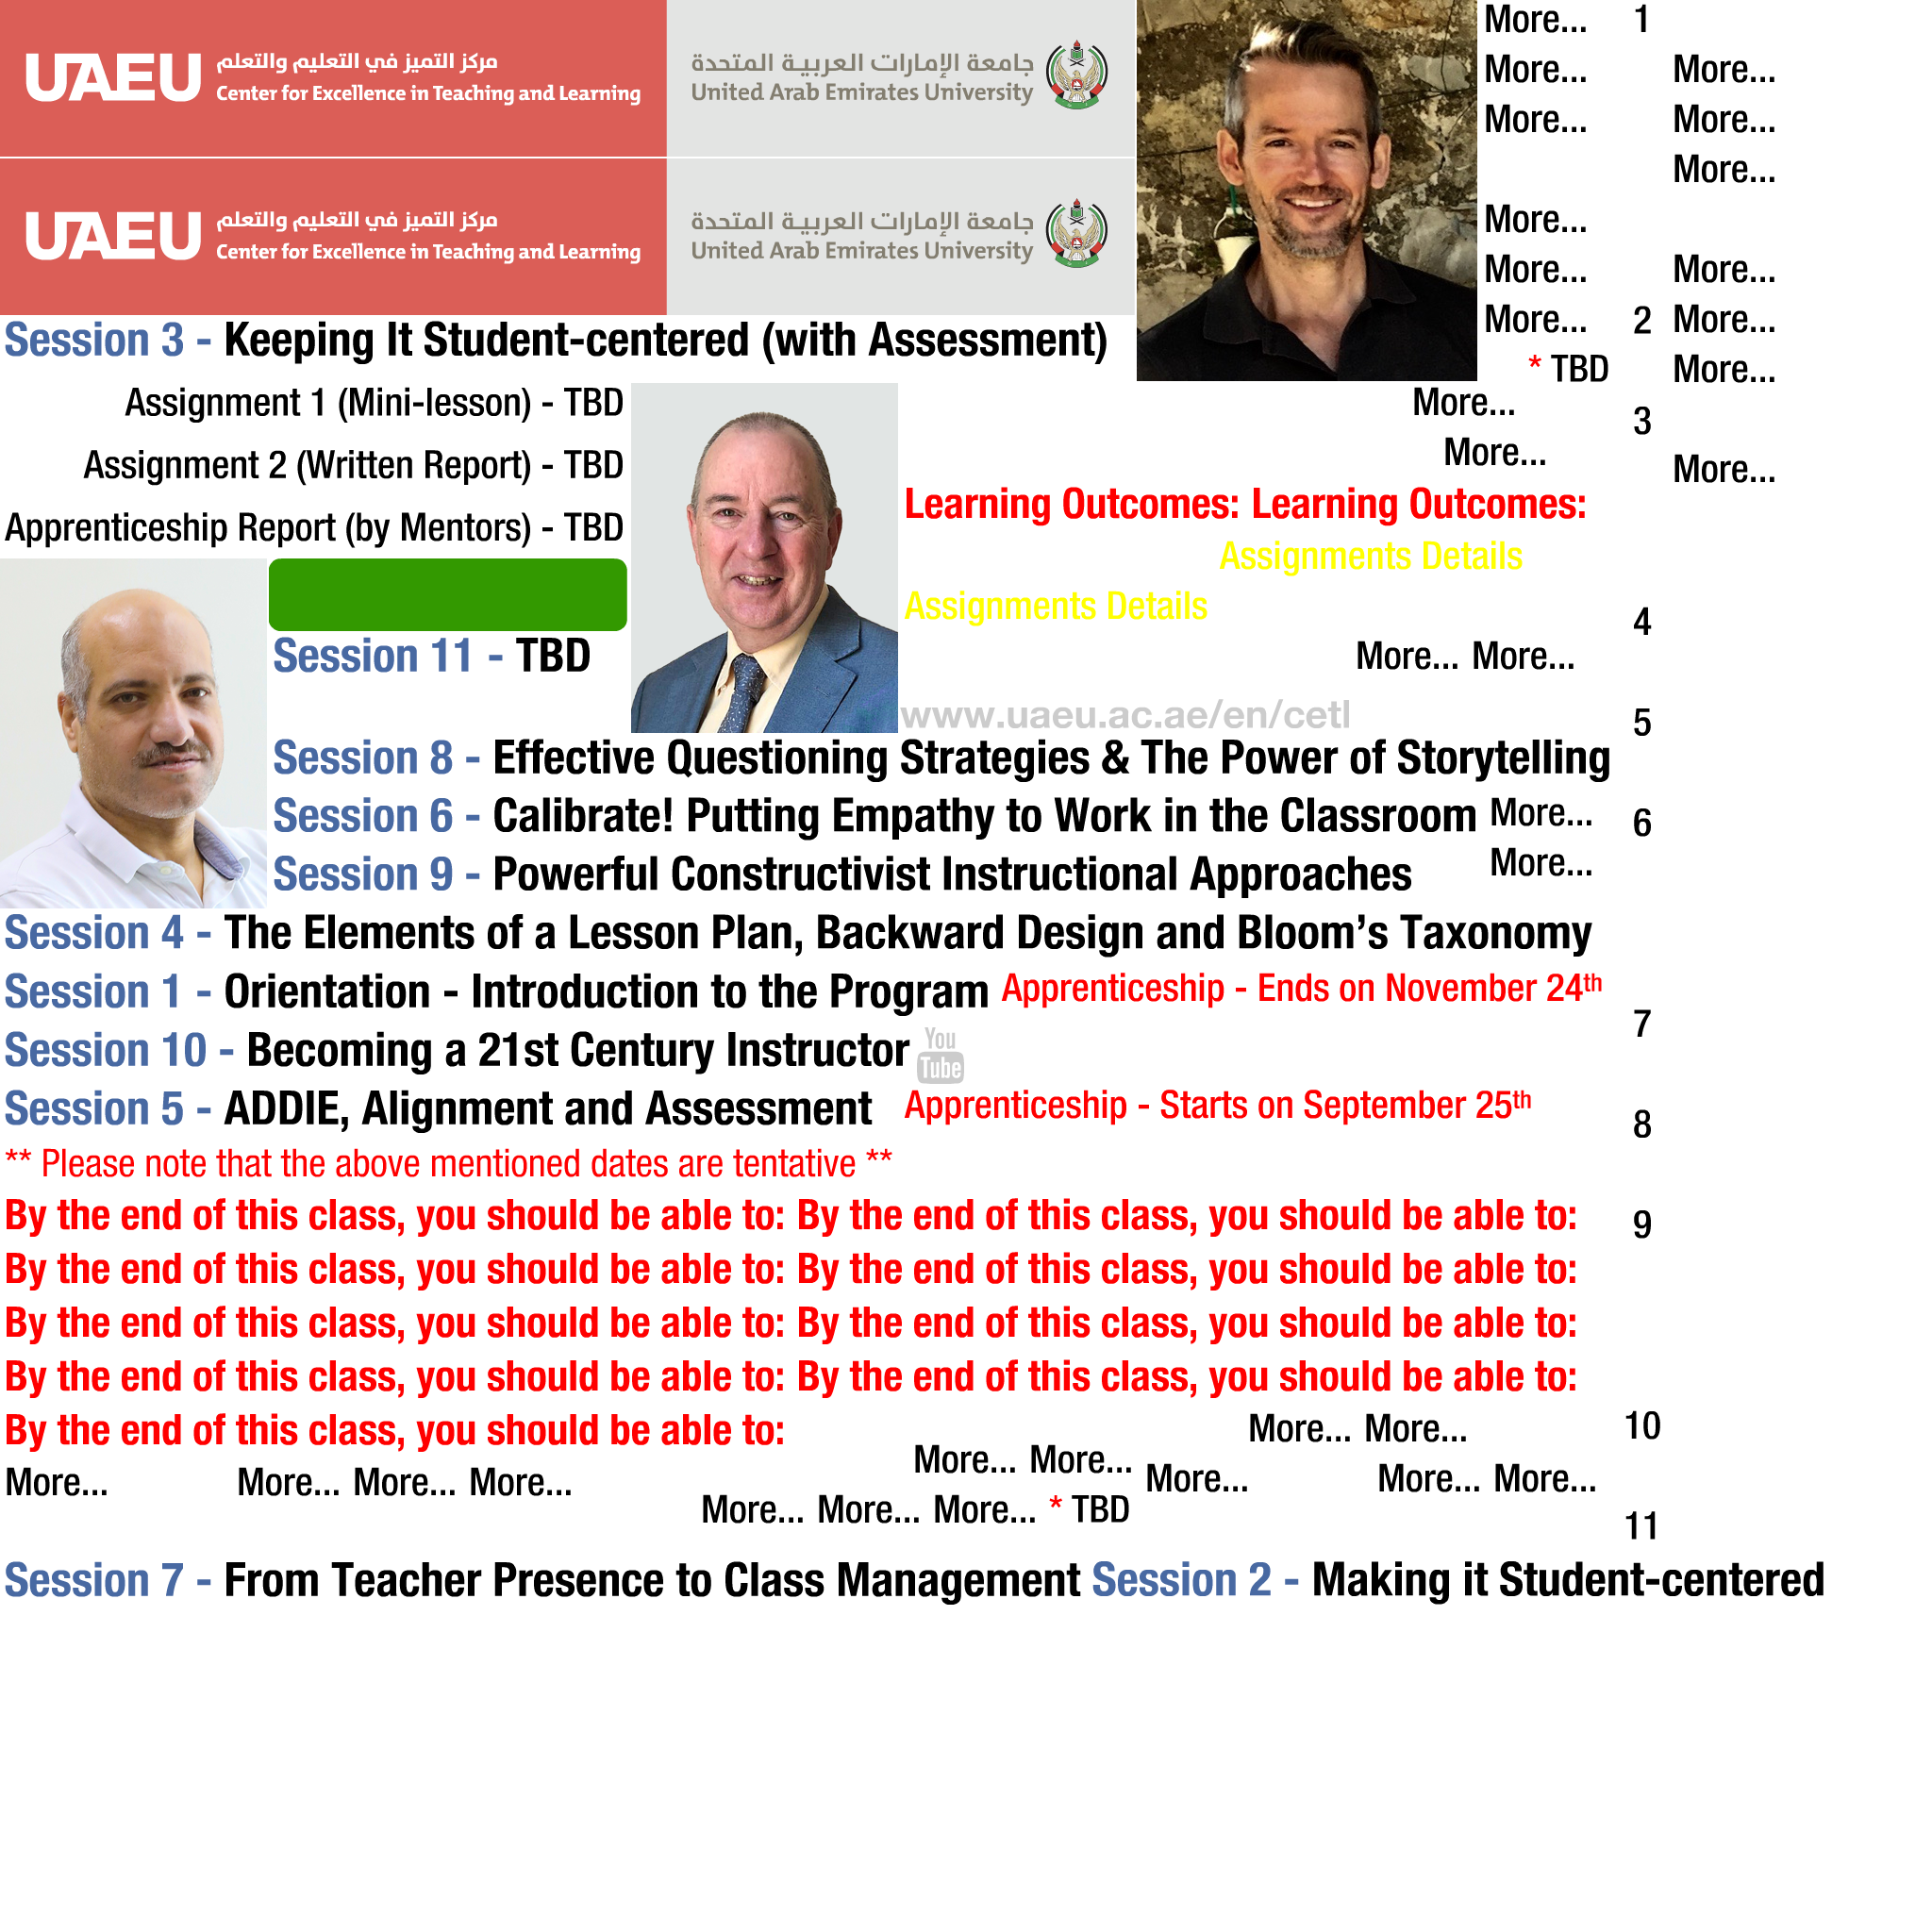 UAEU مركز التميز في التعليم والتعلم
Center for Excellence in Teaching and Learning
جامعة الإمارات العربية المتحدة
United Arab Emirates University
UAEU مركز التميز في التعليم والتعلم
Center for Excellence in Teaching and Learning
جامعة الإمارات العربية المتحدة
United Arab Emirates University
More... 1
More... More...
More... More...
More...
More...
More... More...
More... 2 More...
* TBD More...
Session 3 - Keeping It Student-centered (with Assessment)
Assignment 1 (Mini-lesson) - TBD
More... 3
Assignment 2 (Written Report) - TBD
More... More...
Learning Outcomes: Learning Outcomes:
Apprenticeship Report (by Mentors) - TBD
Assignments Details
Assignments Details 4
Session 11 - TBD
More... More...
www.uaeu.ac.ae/en/cetl 5
Session 8 - Effective Questioning Strategies & The Power of Storytelling
Session 6 - Calibrate! Putting Empathy to Work in the Classroom More... 6
Session 9 - Powerful Constructivist Instructional Approaches More...
Session 4 - The Elements of a Lesson Plan, Backward Design and Bloom’s Taxonomy
Session 1 - Orientation - Introduction to the Program Apprenticeship - Ends on November 24th
7
Session 10 - Becoming a 21st Century Instructor You Tube
Session 5 - ADDIE, Alignment and Assessment Apprenticeship - Starts on September 25th
8
** Please note that the above mentioned dates are tentative **
By the end of this class, you should be able to: By the end of this class, you should be able to: 9
By the end of this class, you should be able to: By the end of this class, you should be able to:
By the end of this class, you should be able to: By the end of this class, you should be able to:
By the end of this class, you should be able to: By the end of this class, you should be able to:
By the end of this class, you should be able to: More... More... 10
More... More...
More... More... More... More... More... More... More...
More... More... More... * TBD
11
Session 7 - From Teacher Presence to Class Management Session 2 - Making it Student-centered